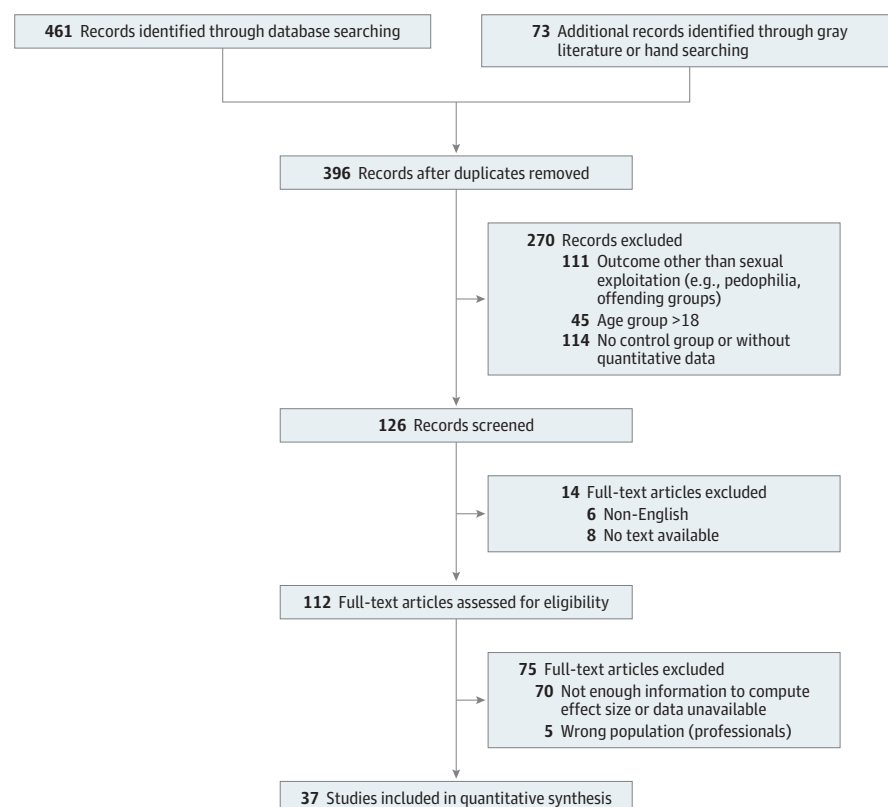 461 Records identified through database searching
73 Additional records identified through gray
literature or hand searching
396 Records after duplicates removed
270 Records excluded
111 Outcome other than sexual
exploitation (e.g., pedophilia,
offending groups)
45 Age group >18
114 No control group or without
quantitative data
126 Records screened
14 Full-text articles excluded
6 Non-English
8 No text available
112 Full-text articles assessed for eligibility
75 Full-text articles excluded
70 Not enough information to compute
effect size or data unavailable
5 Wrong population (professionals)
37 Studies included in quantitative synthesis